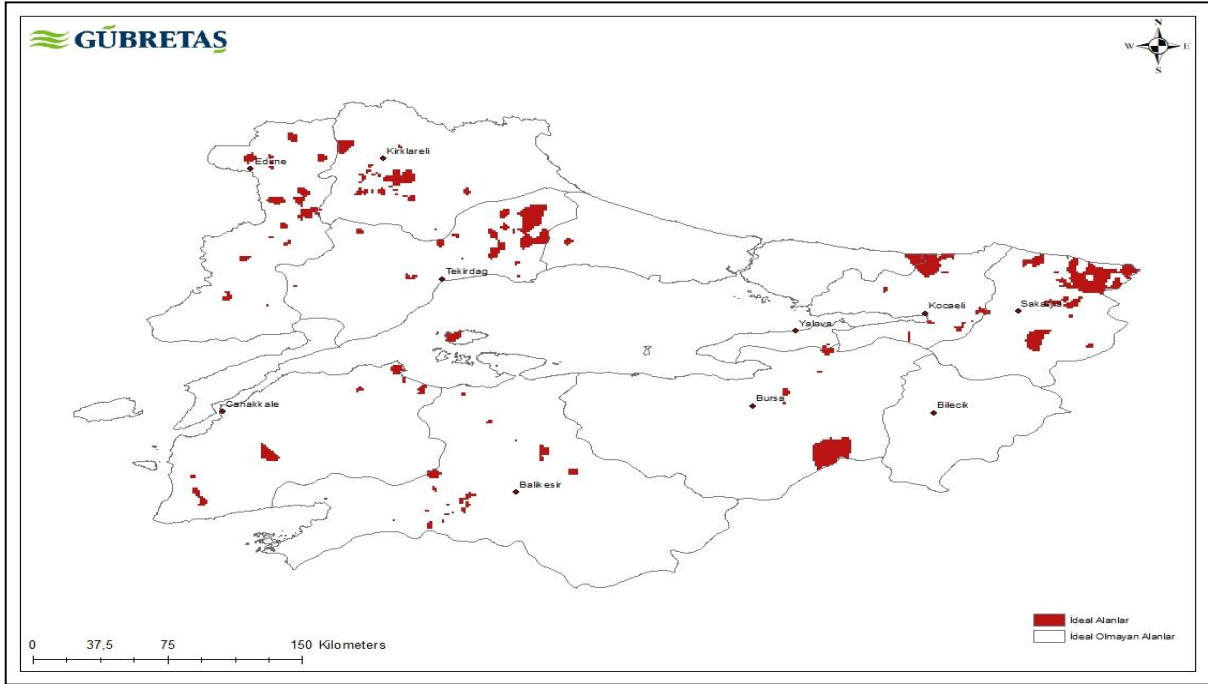 GÜBRETAŞ
N
W E
S
Kirklareli
Edirne
Tekirdag
Kocaeli
Sakarya
Yalova
Canakkale
Bursa
Bilecik
Balikesir
İdeal Alanlar
İdeal Olmayan Alanlar
0 37,5 75 150 Kilometers